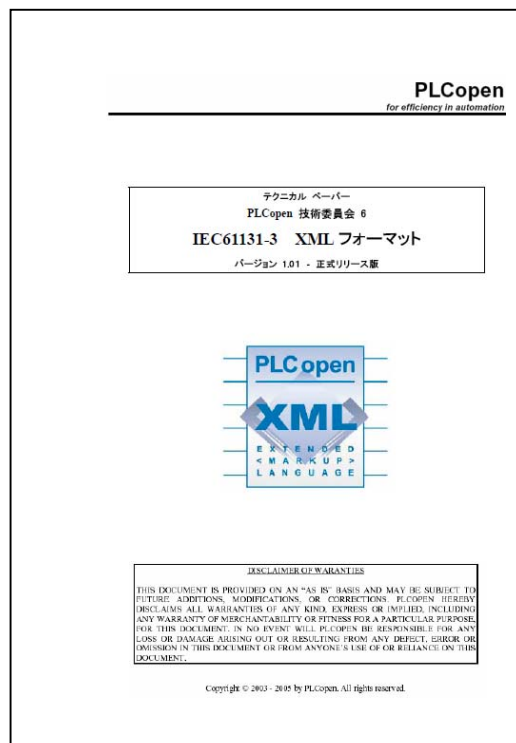 PLCopen
for efficiency in automation
テクニカル ペーパー
PLCopen 技術委員会 6
IEC61131-3 XML フォーマット
バージョン 1.01 - 正式リリース版
PLCopen
XML
EXTENDED
<MARKUP>
LANGUAGE
DISCLAIMER OF WARANTIES
THIS DOCUMENT IS PROVIDED ON AN "AS IS" BASIS AND MAY BE SUBJECT TO
FUTURE ADDITIONS, MODIFICATIONS, OR CORRECTIONS. PLCOPEN HEREBY
DISCLAIMS ALL WARRANTIES OF ANY KIND, EXPRESS OR IMPLIED, INCLUDING
ANY WARRANTY OF MERCHANTABILITY OR FITNESS FOR A PARTICULAR PURPOSE,
FOR THIS DOCUMENT. IN NO EVENT WILL PLCOPEN BE RESPONSIBLE FOR ANY
LOSS OR DAMAGE ARISING OUT OR RESULTING FROM ANY DEFECT, ERROR OR
OMISSION IN THIS DOCUMENT OR FROM ANYONE'S USE OF OR RELIANCE ON THIS
DOCUMENT.
Copyright © 2003 - 2005 by PLCopen. All rights reserved.